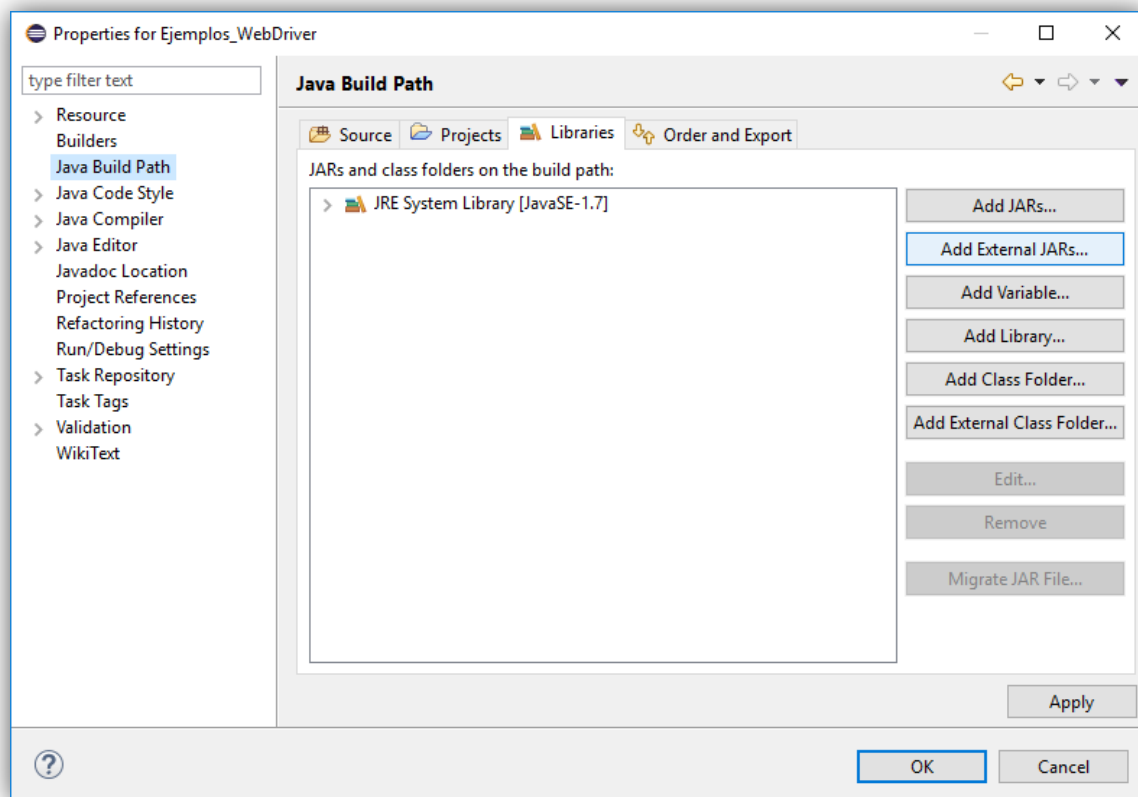 Properties for Ejemplos_WebDriver
type filter text
Resource
Builders
Java Build Path
Java Code Style
Java Compiler
Java Editor
Javadoc Location
Project References
Refactoring History
Run/Debug Settings
Task Repository
Task Tags
Validation
WikiText
Java Build Path
Source Projects Libraries Order and Export
JARs and class folders on the build path:
JRE System Library [JavaSE-1.7]
Add JARs...
Add External JARs...
Add Variable...
Add Library...
Add Class Folder...
Add External Class Folder...
Edit...
Remove
Migrate JAR File...
Apply
?
OK Cancel